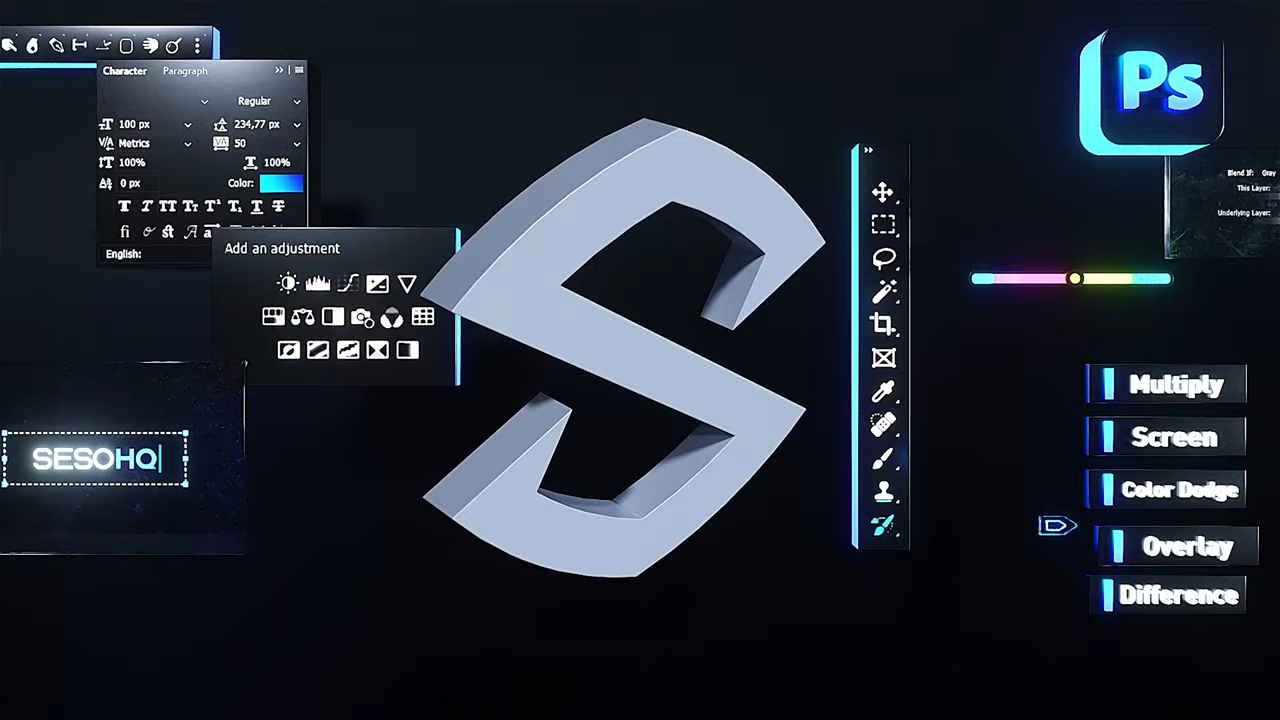 Ps
Character Paragraph
Regular
100 px 234,77 px
Metrics 50
100% 100%
0 px Color:
English:
Add an adjustment
SESOHQ
S
Blend If: Gray
This Layer:
Underlying Layer:
Multiply
Screen
Color Dodge
Overlay
Difference